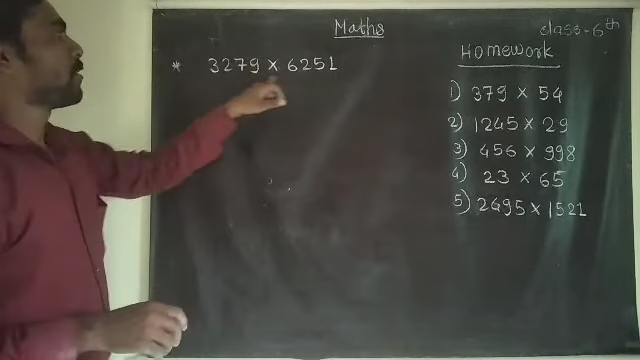 Maths
class-6th
* 3279 × 6251
Homework
1) 379 × 54
2) 1245 × 29
3) 456 × 998
4) 23 × 65
5) 2495 × 1521